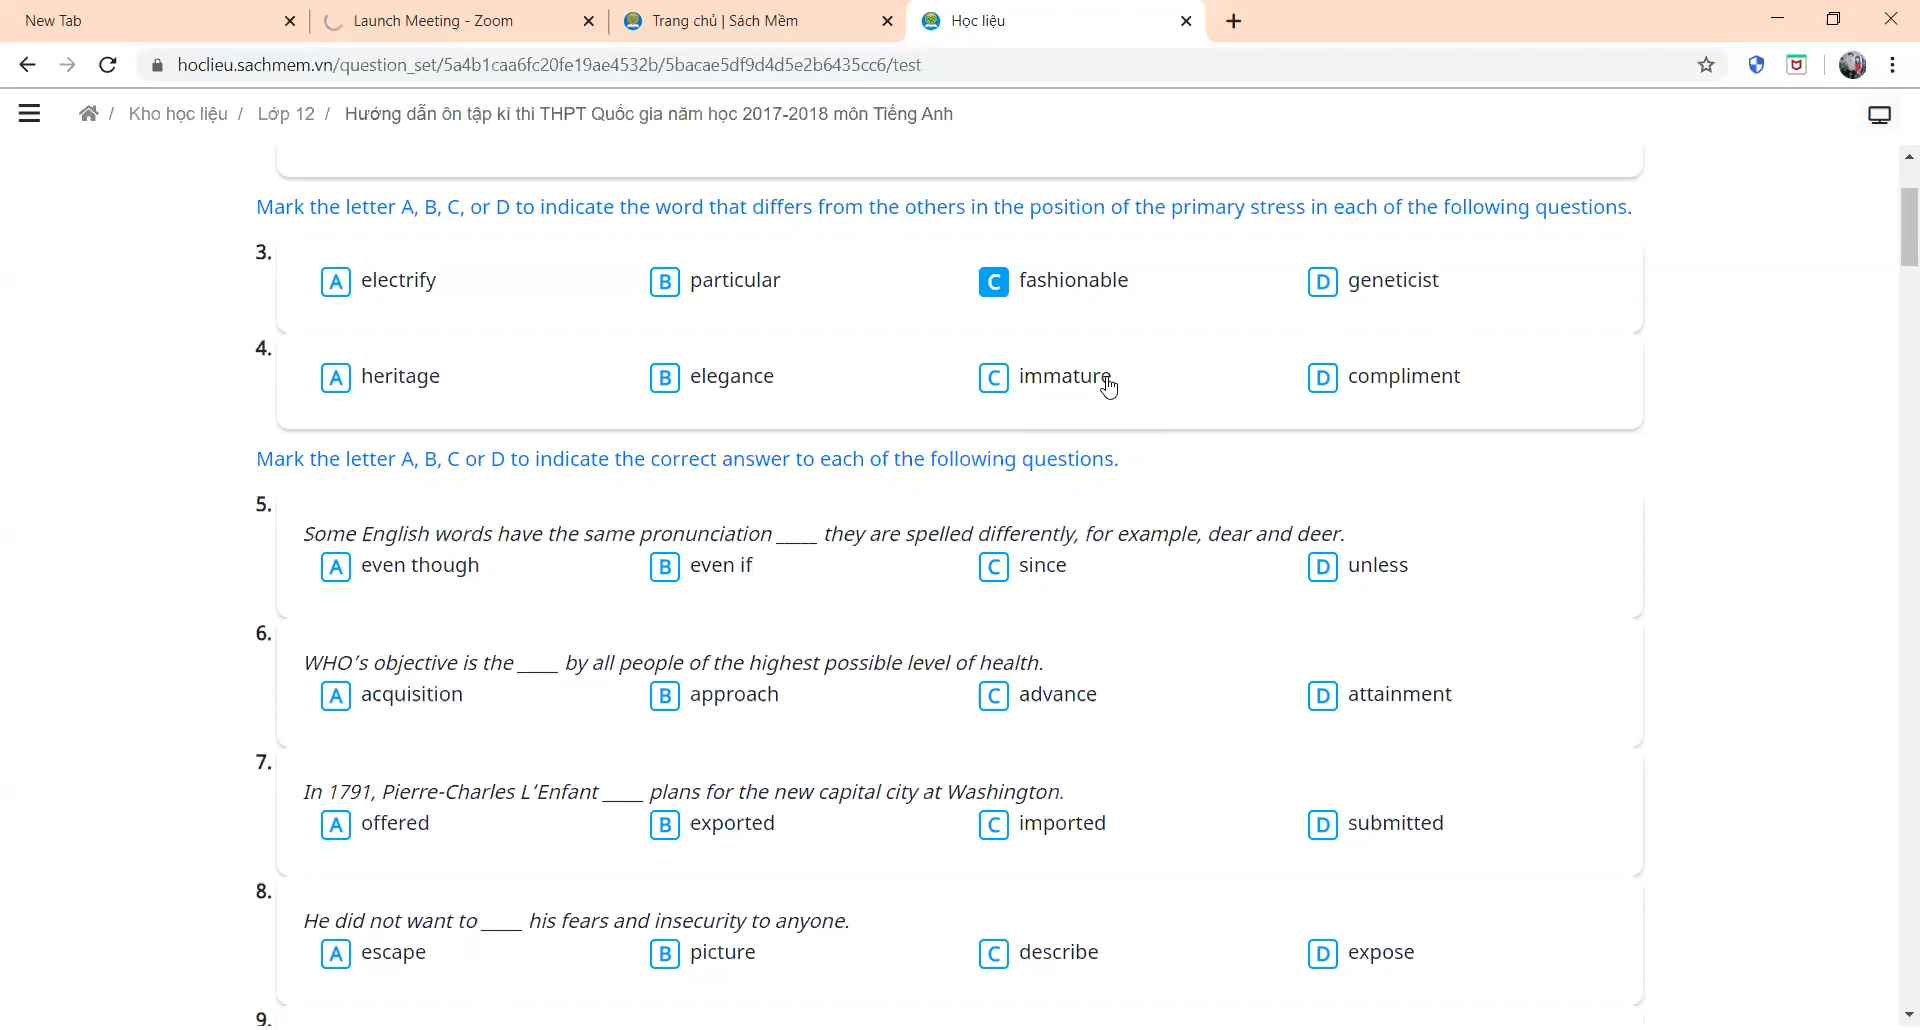 New Tab
Launch Meeting - Zoom
Trang chủ | Sách Mềm
Học liệu
hoclieu.sachmem.vn/question_set/5a4b1caa6fc20fe19ae4532b/5bacae5df9d4d5e2b6435cc6/test
/ Kho học liệu / Lớp 12 / Hướng dẫn ôn tập kì thi THPT Quốc gia năm học 2017-2018 môn Tiếng Anh
Mark the letter A, B, C, or D to indicate the word that differs from the others in the position of the primary stress in each of the following questions.
3.
A electrify B particular C fashionable D geneticist
4.
A heritage B elegance C immature D compliment
Mark the letter A, B, C or D to indicate the correct answer to each of the following questions.
5.
Some English words have the same pronunciation ____ they are spelled differently, for example, dear and deer.
A even though B even if C since D unless
6.
WHO’s objective is the ____ by all people of the highest possible level of health.
A acquisition B approach C advance D attainment
7.
In 1791, Pierre-Charles L’Enfant ____ plans for the new capital city at Washington.
A offered B exported C imported D submitted
8.
He did not want to ____ his fears and insecurity to anyone.
A escape B picture C describe D expose
9.